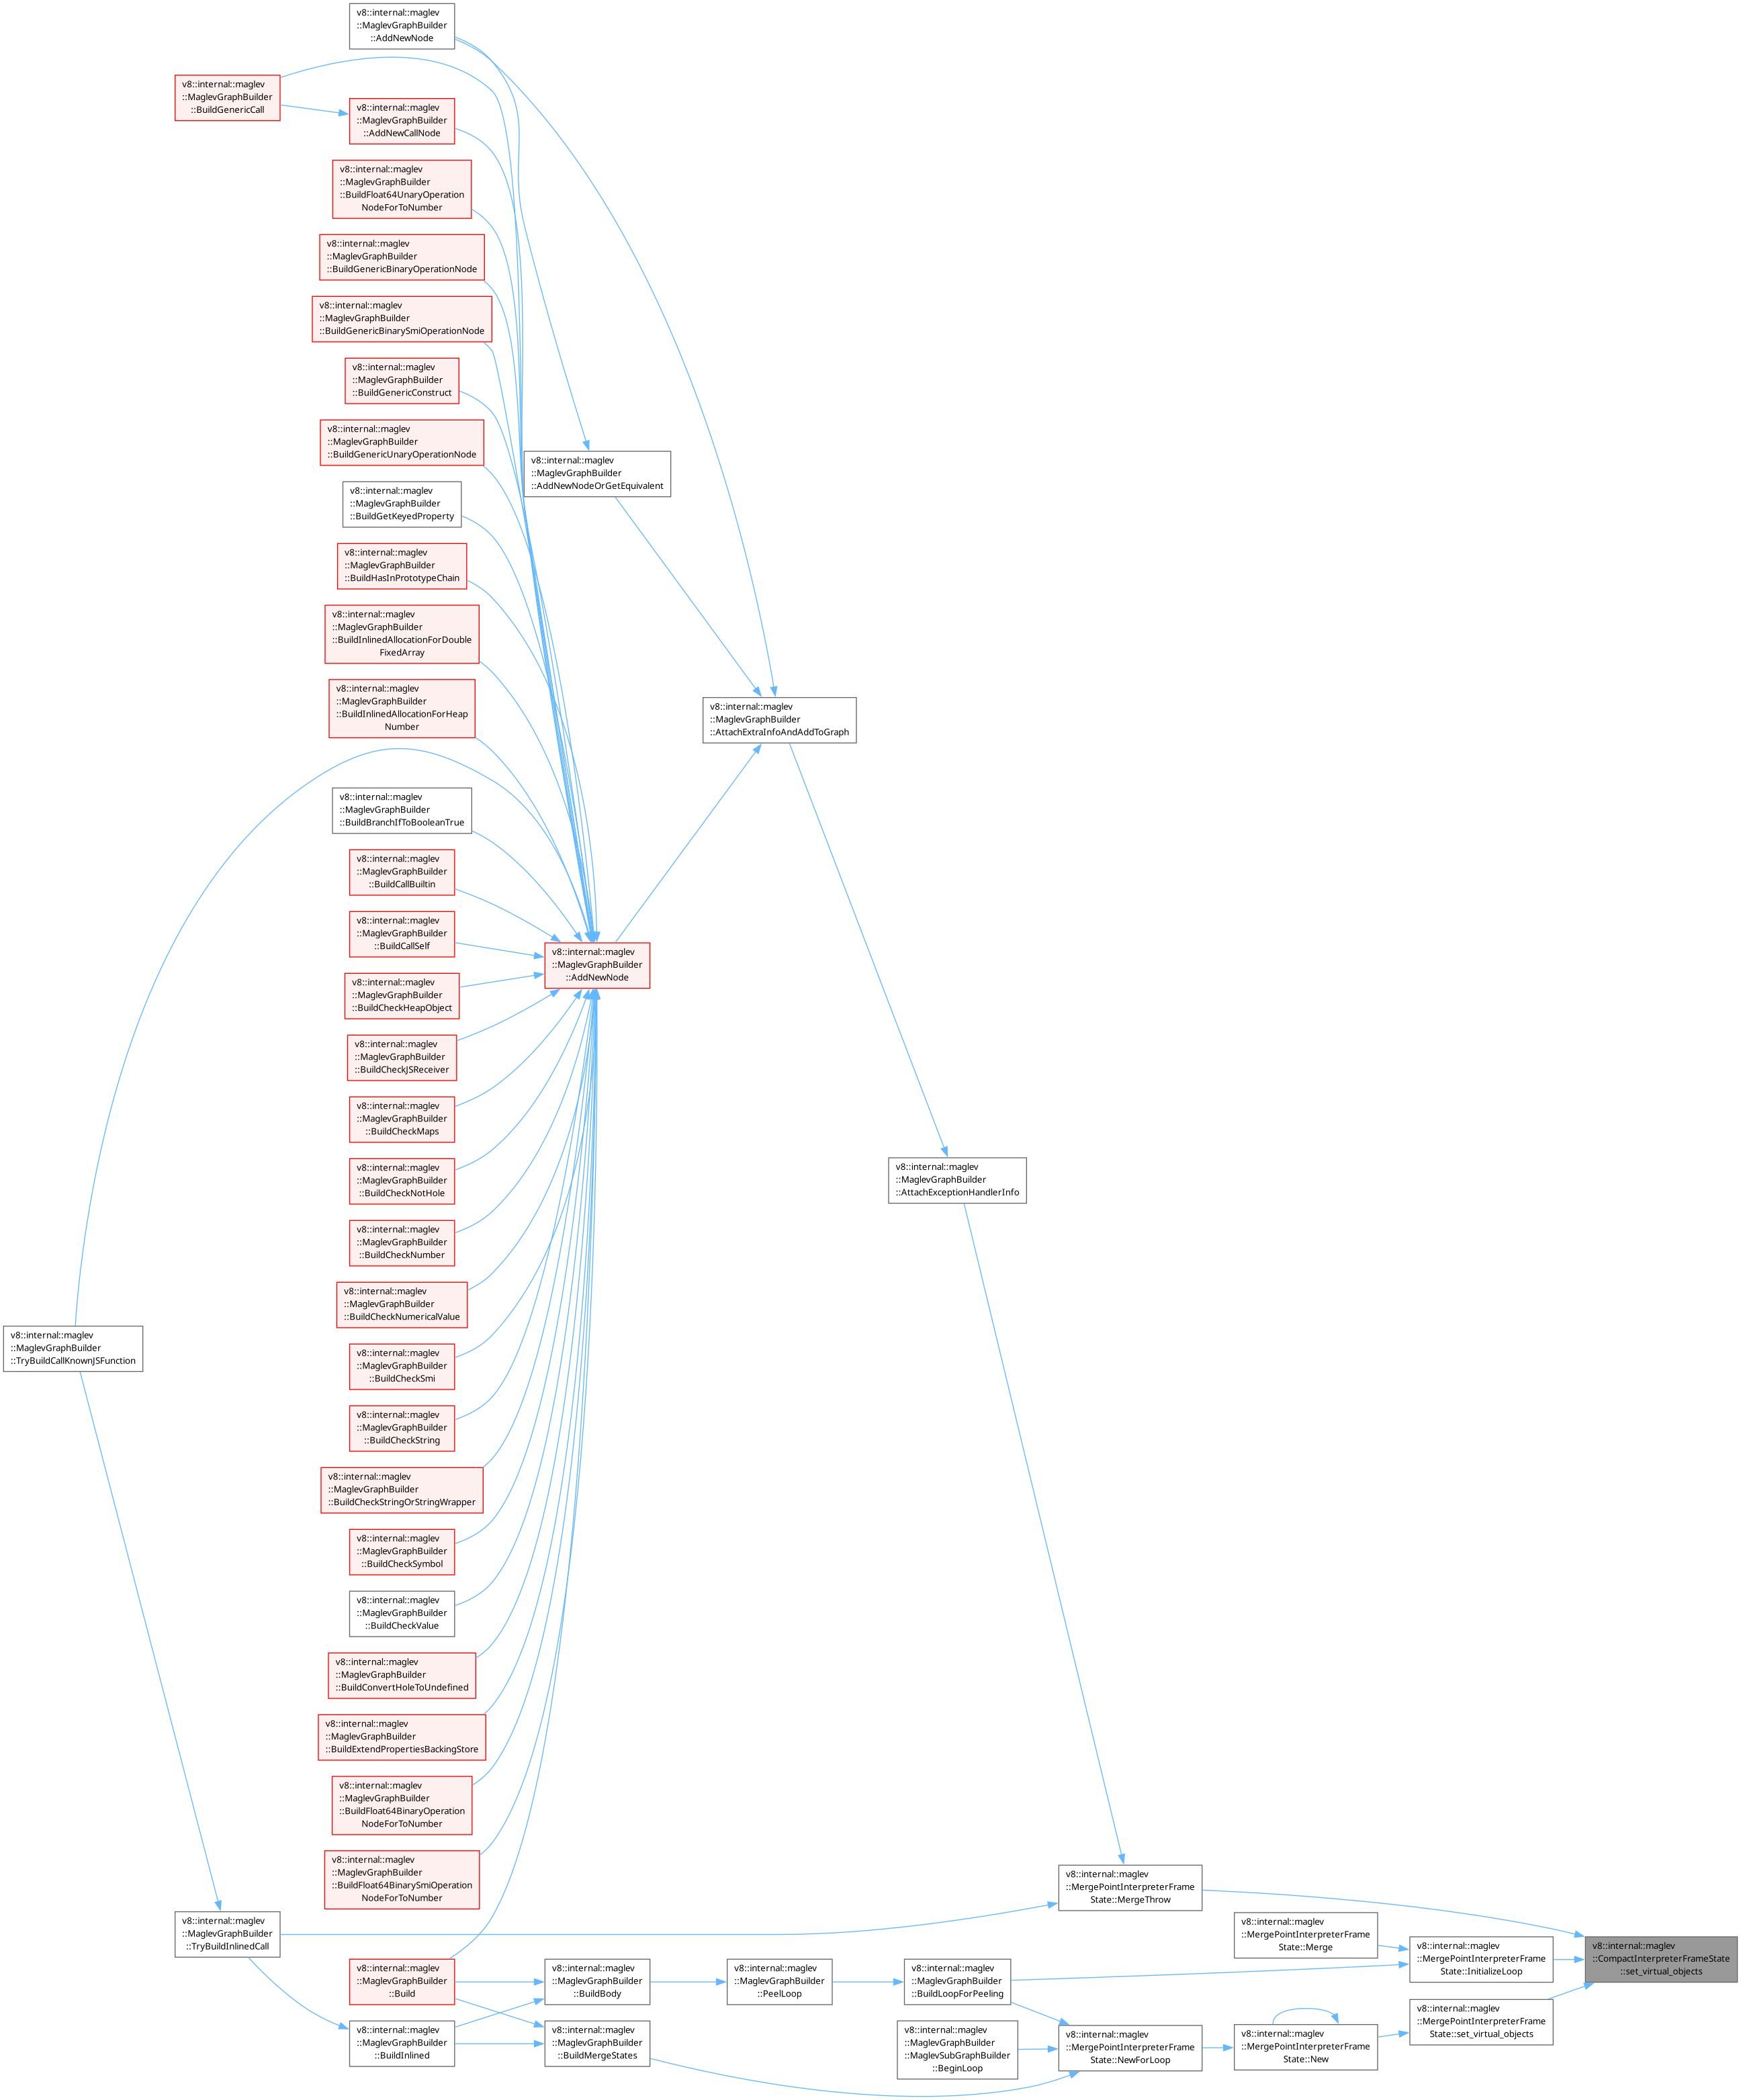 v8::internal::maglev
::MaglevGraphBuilder
::AddNewNode
v8::internal::maglev
::MaglevGraphBuilder
::BuildGenericCall
v8::internal::maglev
::MaglevGraphBuilder
::AddNewCallNode
v8::internal::maglev
::MaglevGraphBuilder
::BuildFloat64UnaryOperation
NodeForToNumber
v8::internal::maglev
::MaglevGraphBuilder
::BuildGenericBinaryOperationNode
v8::internal::maglev
::MaglevGraphBuilder
::BuildGenericBinarySmiOperationNode
v8::internal::maglev
::MaglevGraphBuilder
::BuildGenericConstruct
v8::internal::maglev
::MaglevGraphBuilder
::BuildGenericUnaryOperationNode
v8::internal::maglev
::MaglevGraphBuilder
::AddNewNodeOrGetEquivalent
v8::internal::maglev
::MaglevGraphBuilder
::BuildGetKeyedProperty
v8::internal::maglev
::MaglevGraphBuilder
::BuildHasInPrototypeChain
v8::internal::maglev
::MaglevGraphBuilder
::BuildInlinedAllocationForDouble
FixedArray
v8::internal::maglev
::MaglevGraphBuilder
::BuildInlinedAllocationForHeap
Number
v8::internal::maglev
::MaglevGraphBuilder
::AttachExtraInfoAndAddToGraph
v8::internal::maglev
::MaglevGraphBuilder
::BuildBranchIfToBooleanTrue
v8::internal::maglev
::MaglevGraphBuilder
::BuildCallBuiltin
v8::internal::maglev
::MaglevGraphBuilder
::BuildCallSelf
v8::internal::maglev
::MaglevGraphBuilder
::AddNewNode
v8::internal::maglev
::MaglevGraphBuilder
::BuildCheckHeapObject
v8::internal::maglev
::MaglevGraphBuilder
::BuildCheckJSReceiver
v8::internal::maglev
::MaglevGraphBuilder
::BuildCheckMaps
v8::internal::maglev
::MaglevGraphBuilder
::BuildCheckNotHole
v8::internal::maglev
::MaglevGraphBuilder
::AttachExceptionHandlerInfo
v8::internal::maglev
::MaglevGraphBuilder
::BuildCheckNumber
v8::internal::maglev
::MaglevGraphBuilder
::BuildCheckNumericalValue
v8::internal::maglev
::MaglevGraphBuilder
::TryBuildCallKnownJSFunction
v8::internal::maglev
::MaglevGraphBuilder
::BuildCheckSmi
v8::internal::maglev
::MaglevGraphBuilder
::BuildCheckString
v8::internal::maglev
::MaglevGraphBuilder
::BuildCheckStringOrStringWrapper
v8::internal::maglev
::MaglevGraphBuilder
::BuildCheckSymbol
v8::internal::maglev
::MaglevGraphBuilder
::BuildCheckValue
v8::internal::maglev
::MaglevGraphBuilder
::BuildConvertHoleToUndefined
v8::internal::maglev
::MaglevGraphBuilder
::BuildExtendPropertiesBackingStore
v8::internal::maglev
::MaglevGraphBuilder
::BuildFloat64BinaryOperation
NodeForToNumber
v8::internal::maglev
::MaglevGraphBuilder
::BuildFloat64BinarySmiOperation
NodeForToNumber
v8::internal::maglev
::MergePointInterpreterFrame
State::MergeThrow
v8::internal::maglev
::MaglevGraphBuilder
::TryBuildInlinedCall
v8::internal::maglev
::MergePointInterpreterFrame
State::Merge
v8::internal::maglev
::MaglevGraphBuilder
::Build
v8::internal::maglev
::MaglevGraphBuilder
::BuildBody
v8::internal::maglev
::MaglevGraphBuilder
::PeelLoop
v8::internal::maglev
::MaglevGraphBuilder
::BuildLoopForPeeling
v8::internal::maglev
::MergePointInterpreterFrame
State::InitializeLoop
v8::internal::maglev
::CompactInterpreterFrameState
::set_virtual_objects
v8::internal::maglev
::MaglevGraphBuilder
::BuildInlined
v8::internal::maglev
::MaglevGraphBuilder
::BuildMergeStates
v8::internal::maglev
::MaglevGraphBuilder
::MaglevSubGraphBuilder
::BeginLoop
v8::internal::maglev
::MergePointInterpreterFrame
State::NewForLoop
v8::internal::maglev
::MergePointInterpreterFrame
State::New
v8::internal::maglev
::MergePointInterpreterFrame
State::set_virtual_objects